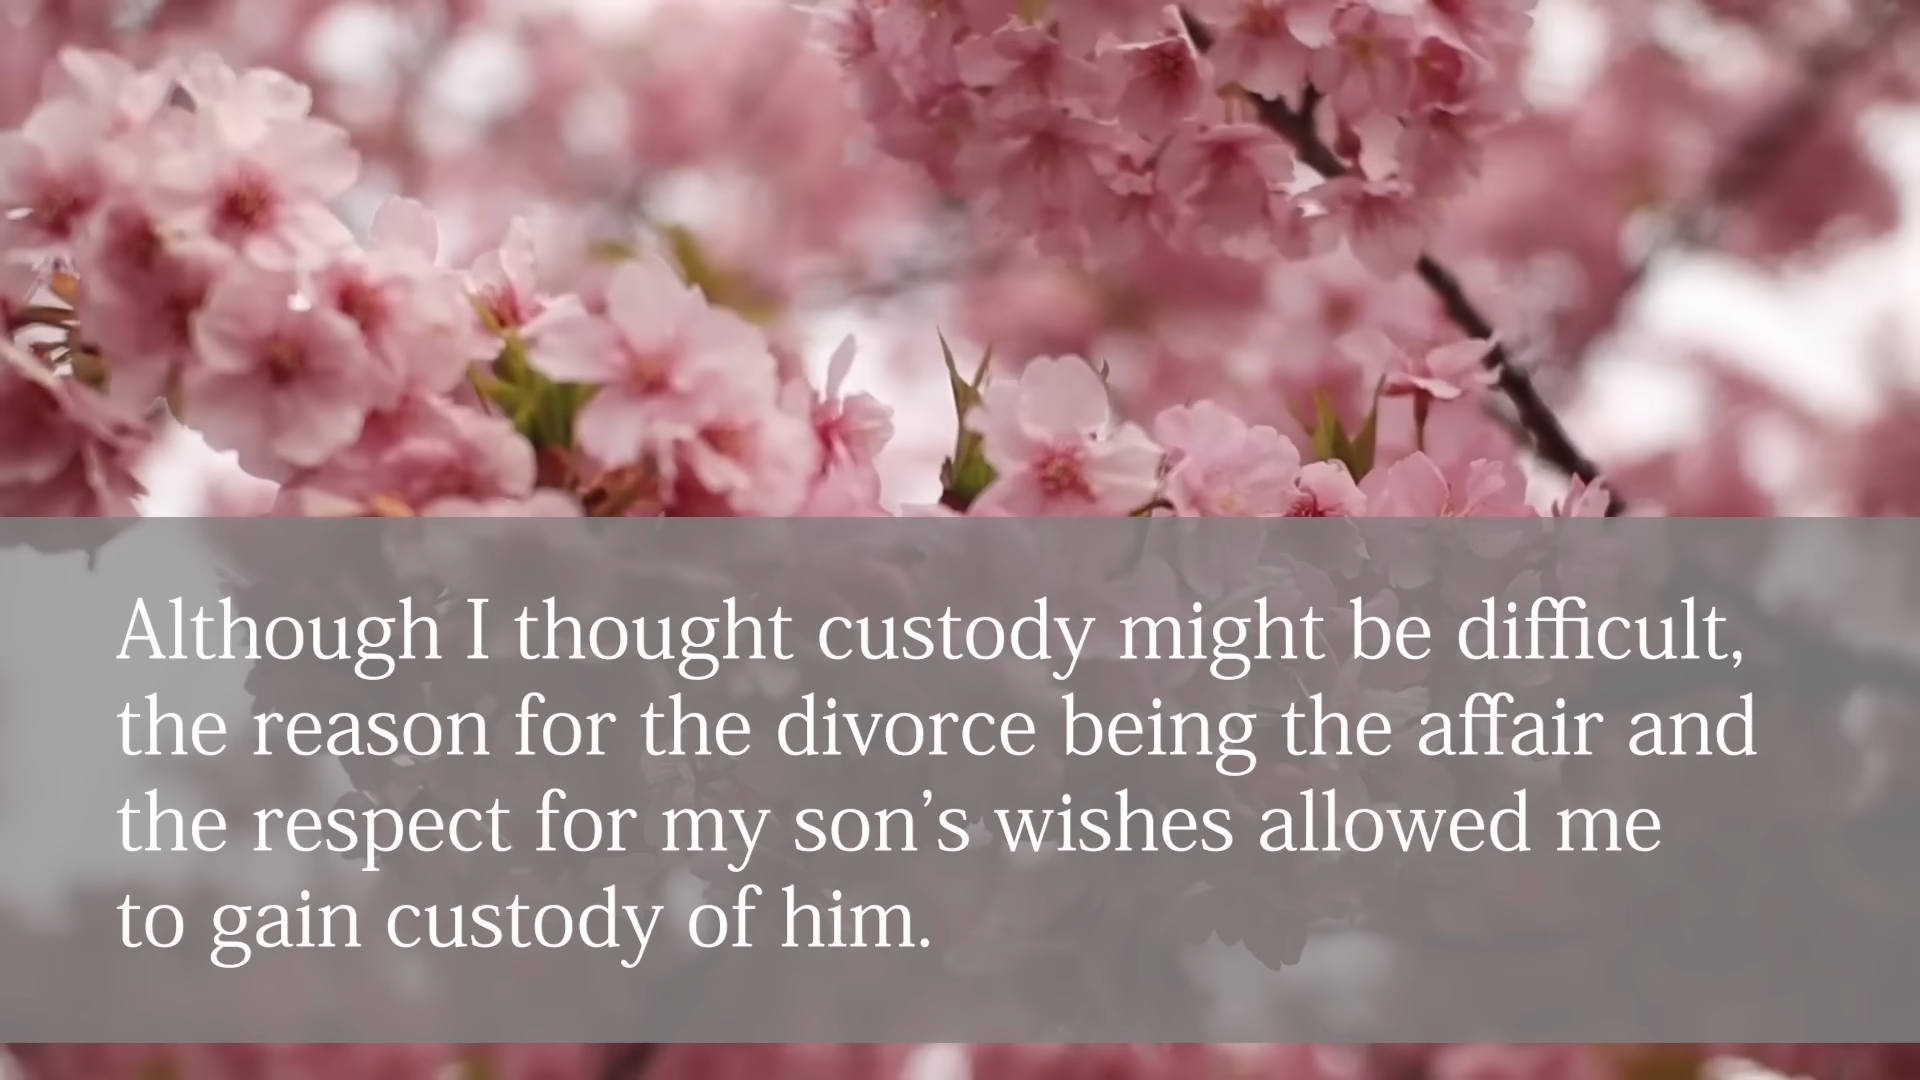 Although I thought custody might be difficult,
the reason for the divorce being the affair and
the respect for my son’s wishes allowed me
to gain custody of him.